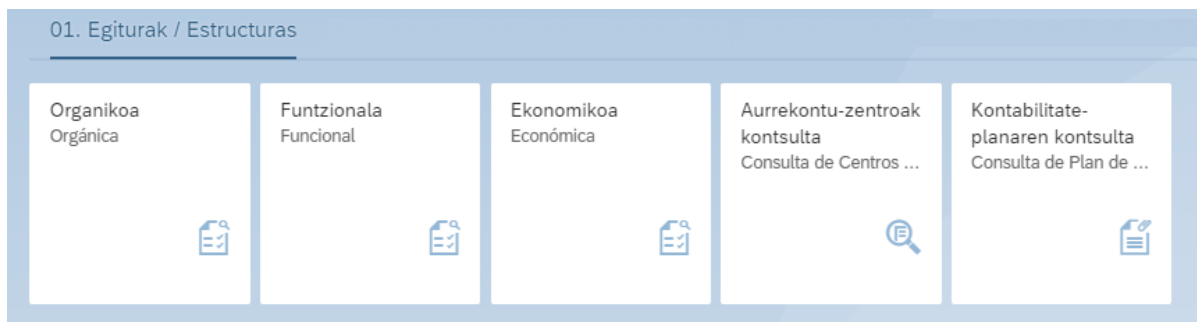 01. Egiturak / Estructuras
Organikoa
Orgánica
Funtzionala
Funcional
Ekonomikoa
Económica
Aurrekontu-zentroak
kontsulta
Consulta de Centros ...
Kontabilitate-
planaren kontsulta
Consulta de Plan de ...